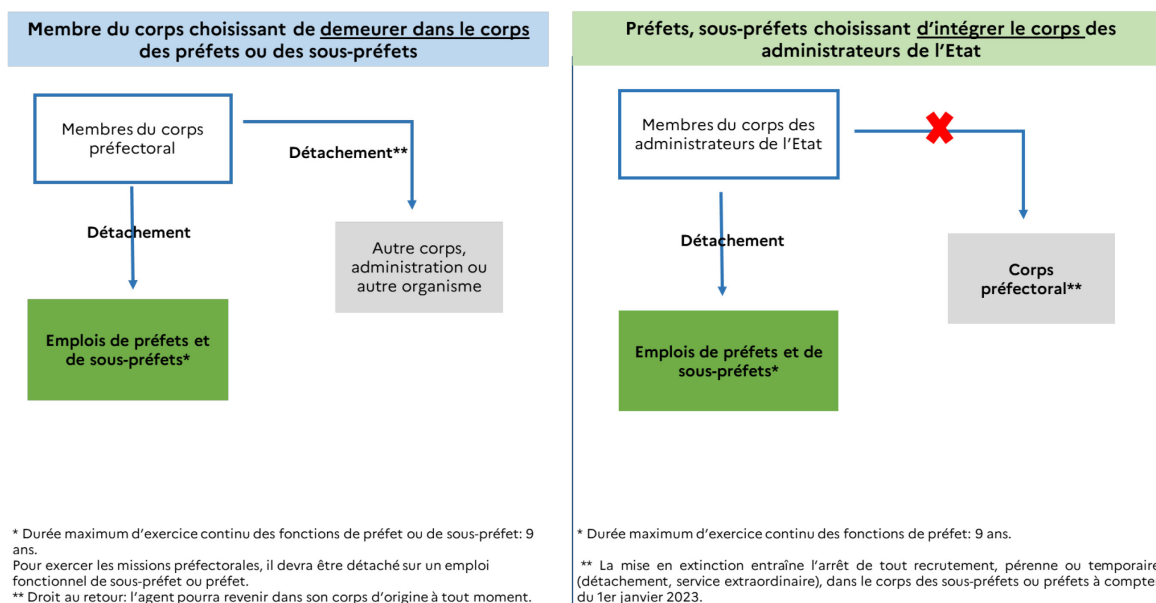 Membre du corps choisissant de demeurer dans le corps
des préfets ou des sous-préfets
Membres du corps
préfectoral
Détachement**
Détachement
Autre corps,
administration ou
autre organisme
Emplois de préfets et
de sous-préfets*
* Durée maximum d'exercice continu des fonctions de préfet ou de sous-préfet: 9
ans.
Pour exercer les missions préfectorales, il devra être détaché sur un emploi
fonctionnel de sous-préfet ou préfet.
** Droit au retour: l'agent pourra revenir dans son corps d'origine à tout moment.
Préfets, sous-préfets choisissant d'intégrer le corps des
administrateurs de l'Etat
Membres du corps des
administrateurs de l'Etat
Détachement
Corps
préfectoral**
Emplois de préfets et de
sous-préfets*
* Durée maximum d'exercice continu des fonctions de préfet: 9 ans.
** La mise en extinction entraîne l'arrêt de tout recrutement, pérenne ou temporaire
(détachement, service extraordinaire), dans le corps des sous-préfets ou préfets à compter
du 1er janvier 2023.